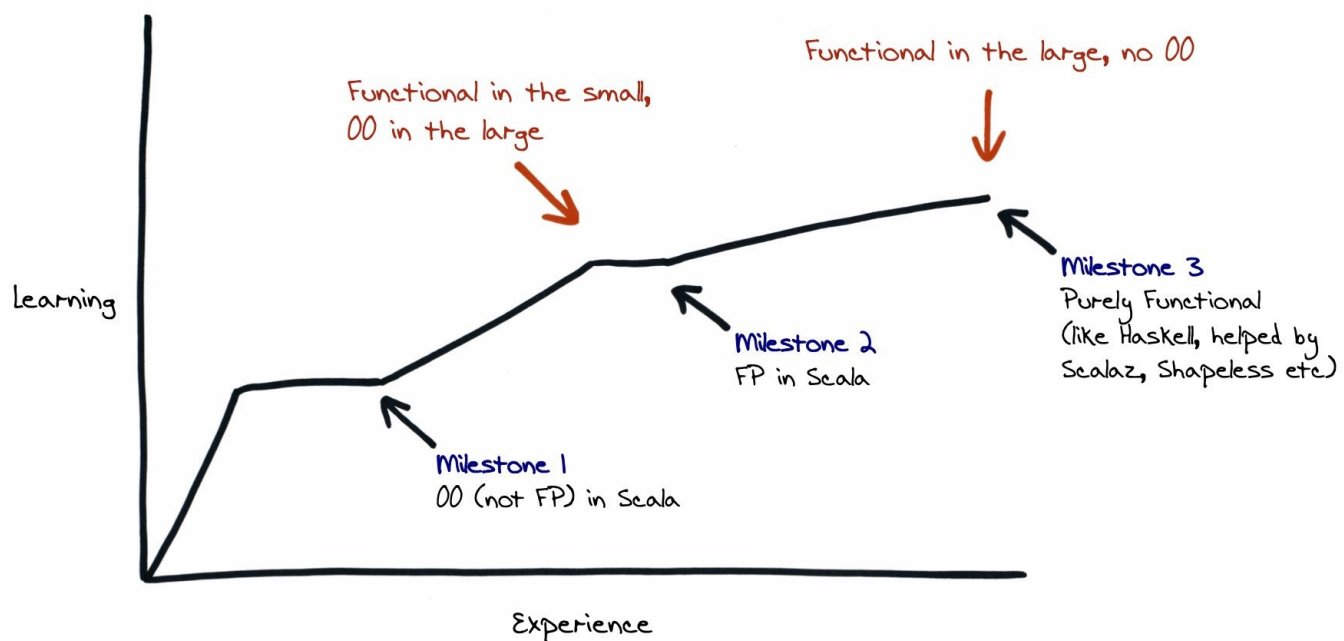 Functional in the large, no OO
Functional in the small,
OO in the large
Learning
Milestone 3
Purely Functional
(like Haskell, helped by
Scalaz, Shapeless etc)
Milestone 2
FP in Scala
Milestone 1
OO (not FP) in Scala
Experience